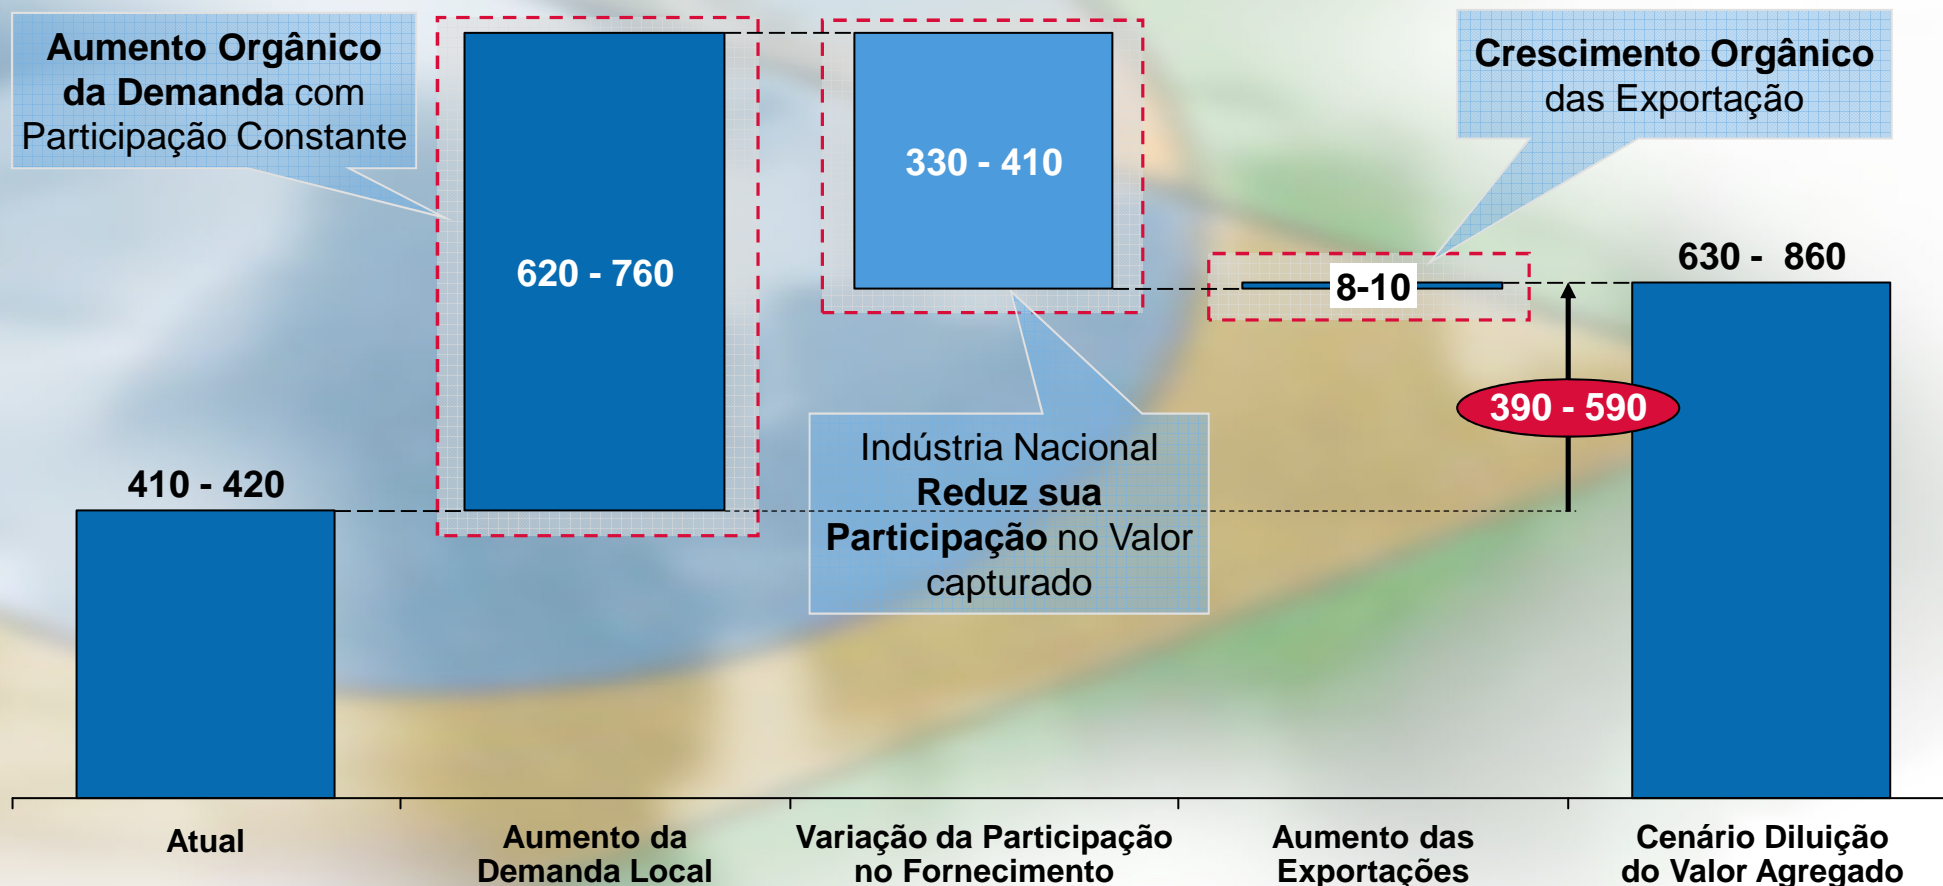 Aumento Orgânico
da Demanda com
Participação Constante
Crescimento Orgânico
das Exportação
330 - 410
620 - 760
8-10
630 -  860
390 - 590
410 - 420
Indústria Nacional
Reduz sua
Participação no Valor
capturado
Atual
Aumento da
Demanda Local
Variação da Participação
no Fornecimento
Aumento das
Exportações
Cenário Diluição
do Valor Agregado